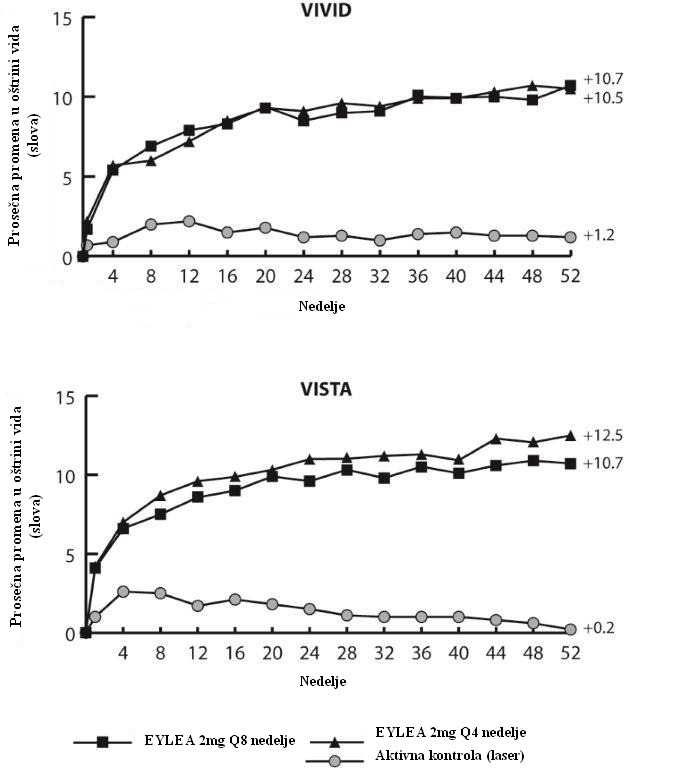 VIVID
Prosečna promena u oštrini vida
(slova)
15
10
5
0
+10.7
+10.5
+1.2
4 8 12 16 20 24 28 32 36 40 44 48 52
Nedelje
VISTA
Prosečna promena u oštrini vida
(slova)
15
10
5
0
+12.5
+10.7
+0.2
4 8 12 16 20 24 28 32 36 40 44 48 52
Nedelje
EYLEA 2mg Q8 nedelje
EYLEA 2mg Q4 nedelje
Aktivna kontrola (laser)